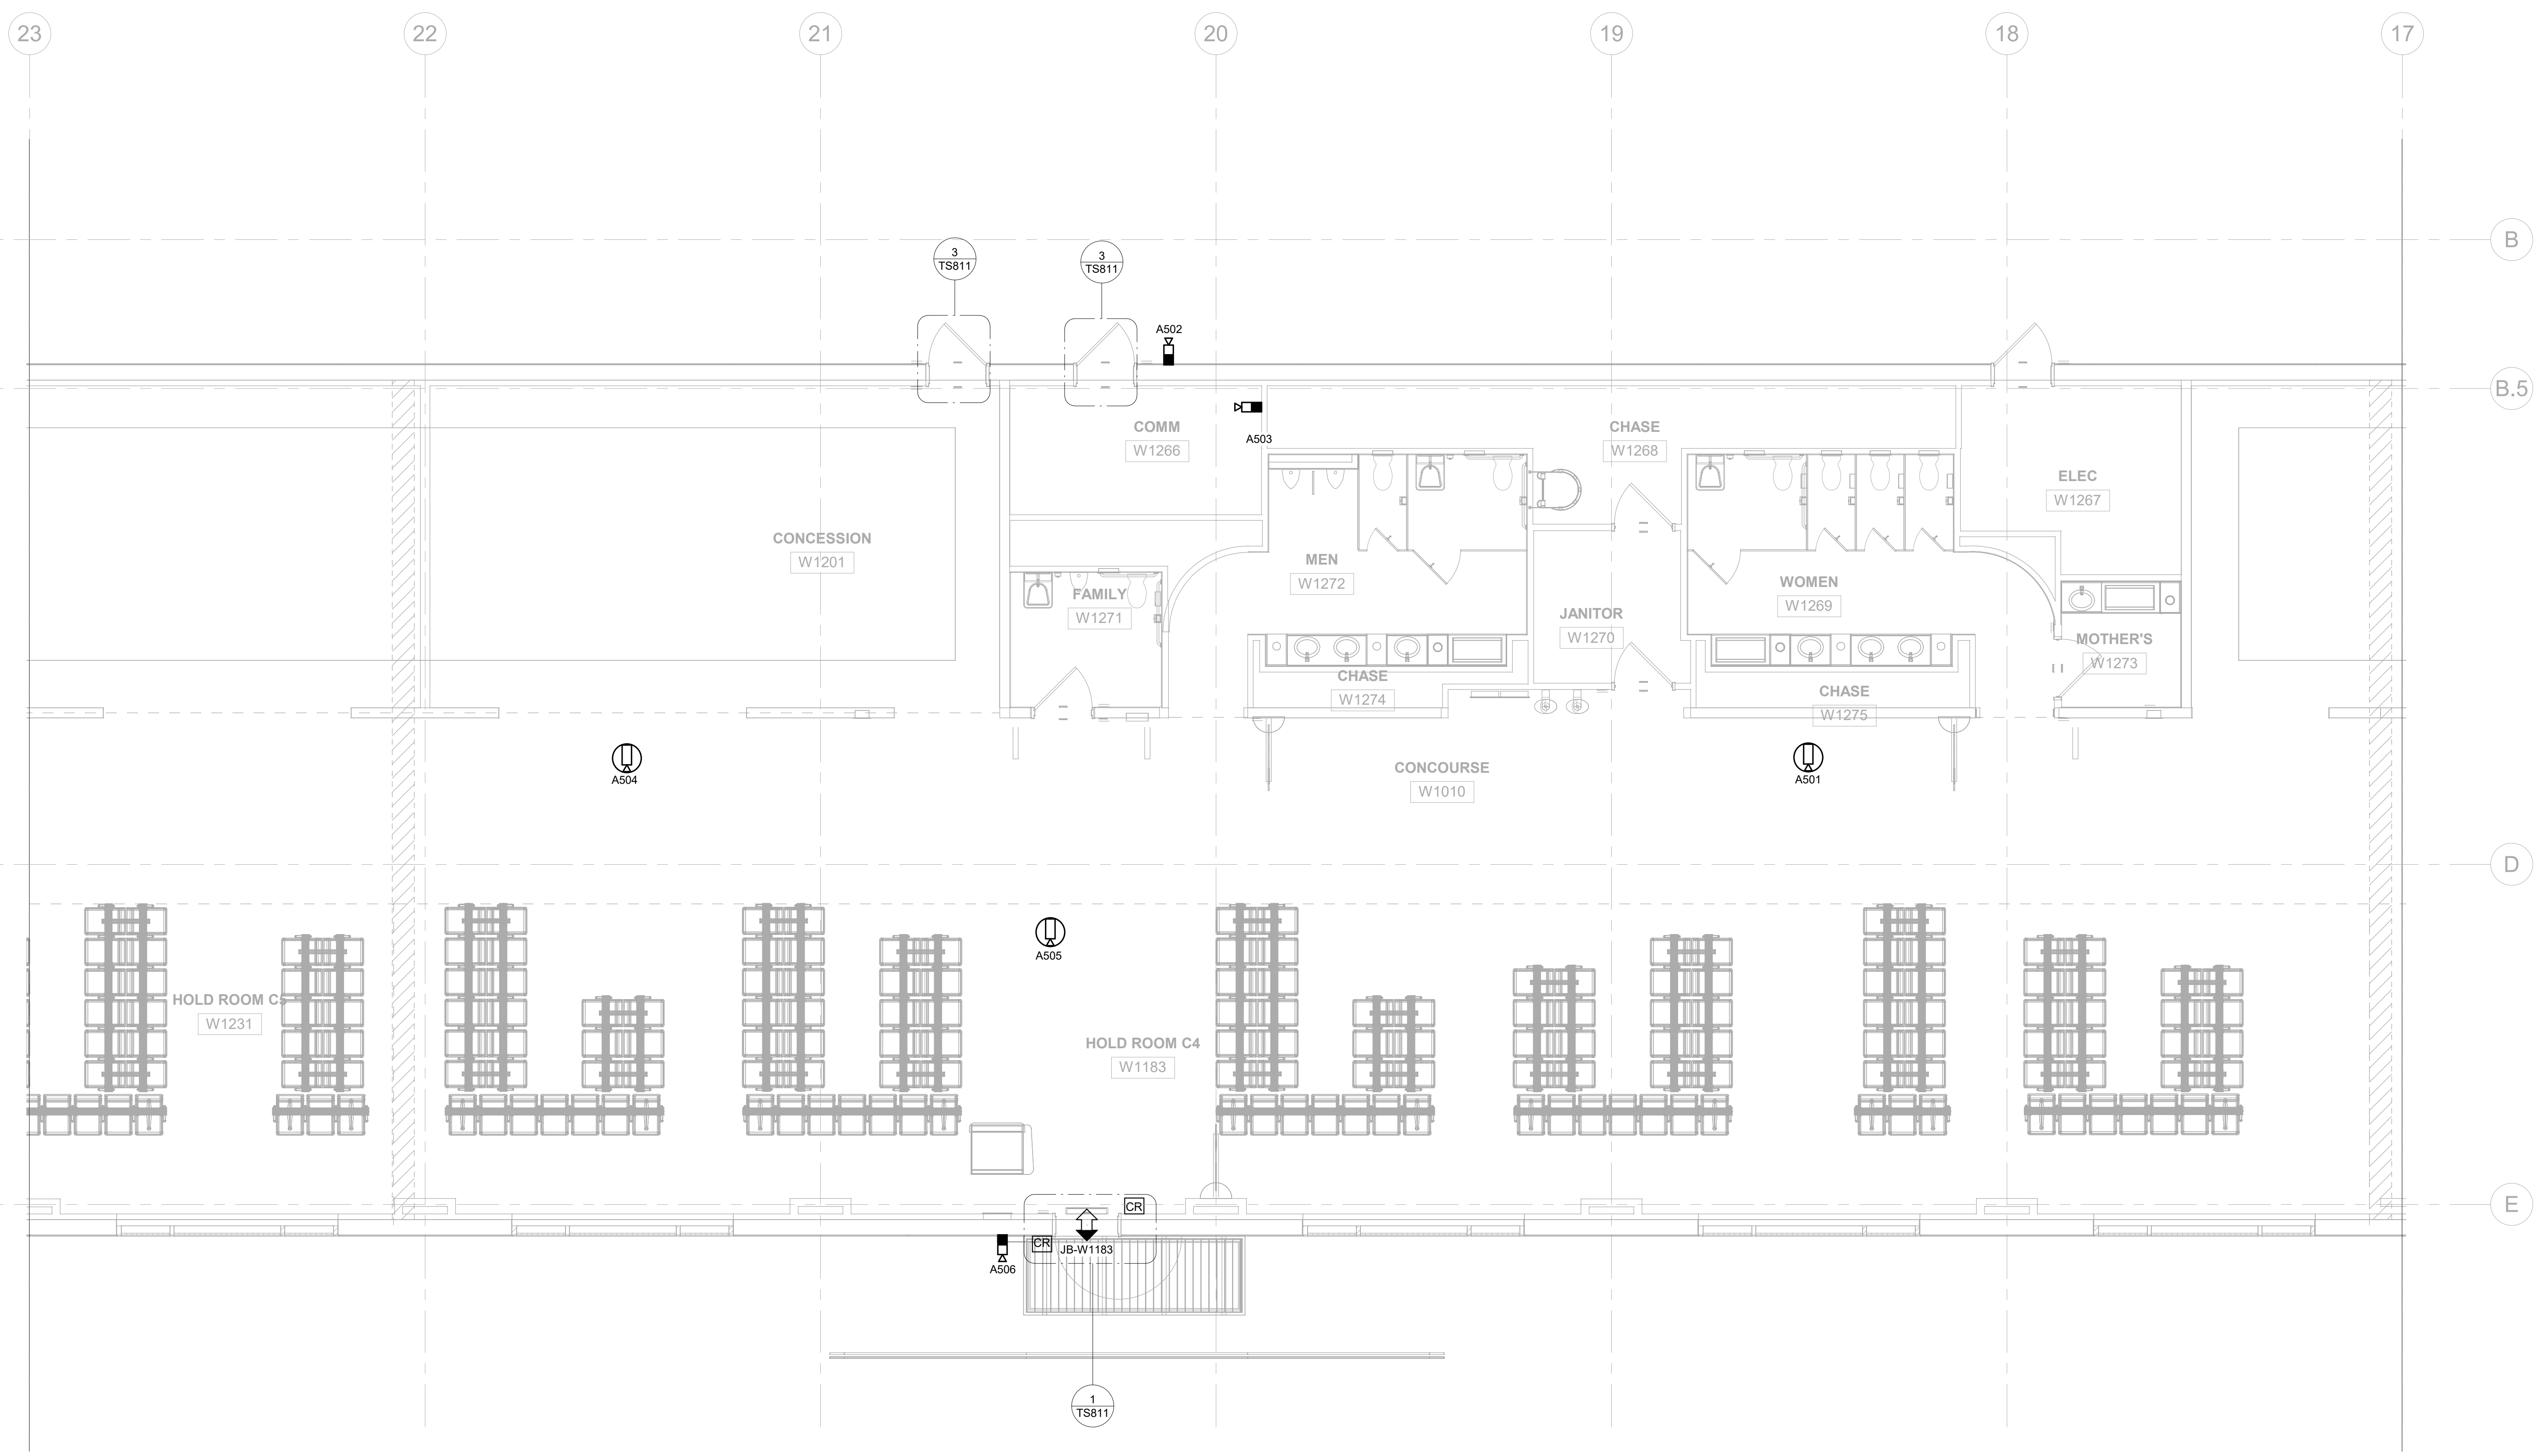 23
22
21
20
19
18
17
B
3
TS811
3
TS811
A502
B.5
A503
COMM
W1266
CHASE
W1268
ELEC
W1267
CONCESSION
W1201
MEN
W1272
WOMEN
W1269
FAMILY
W1271
JANITOR
W1270
MOTHER'S
W1273
CHASE
W1274
CHASE
W1275
A504
CONCOURSE
W1010
A501
D
A505
HOLD ROOM C5
W1231
HOLD ROOM C4
W1183
E
CR
CR
JB-W1183
A506
1
TS811